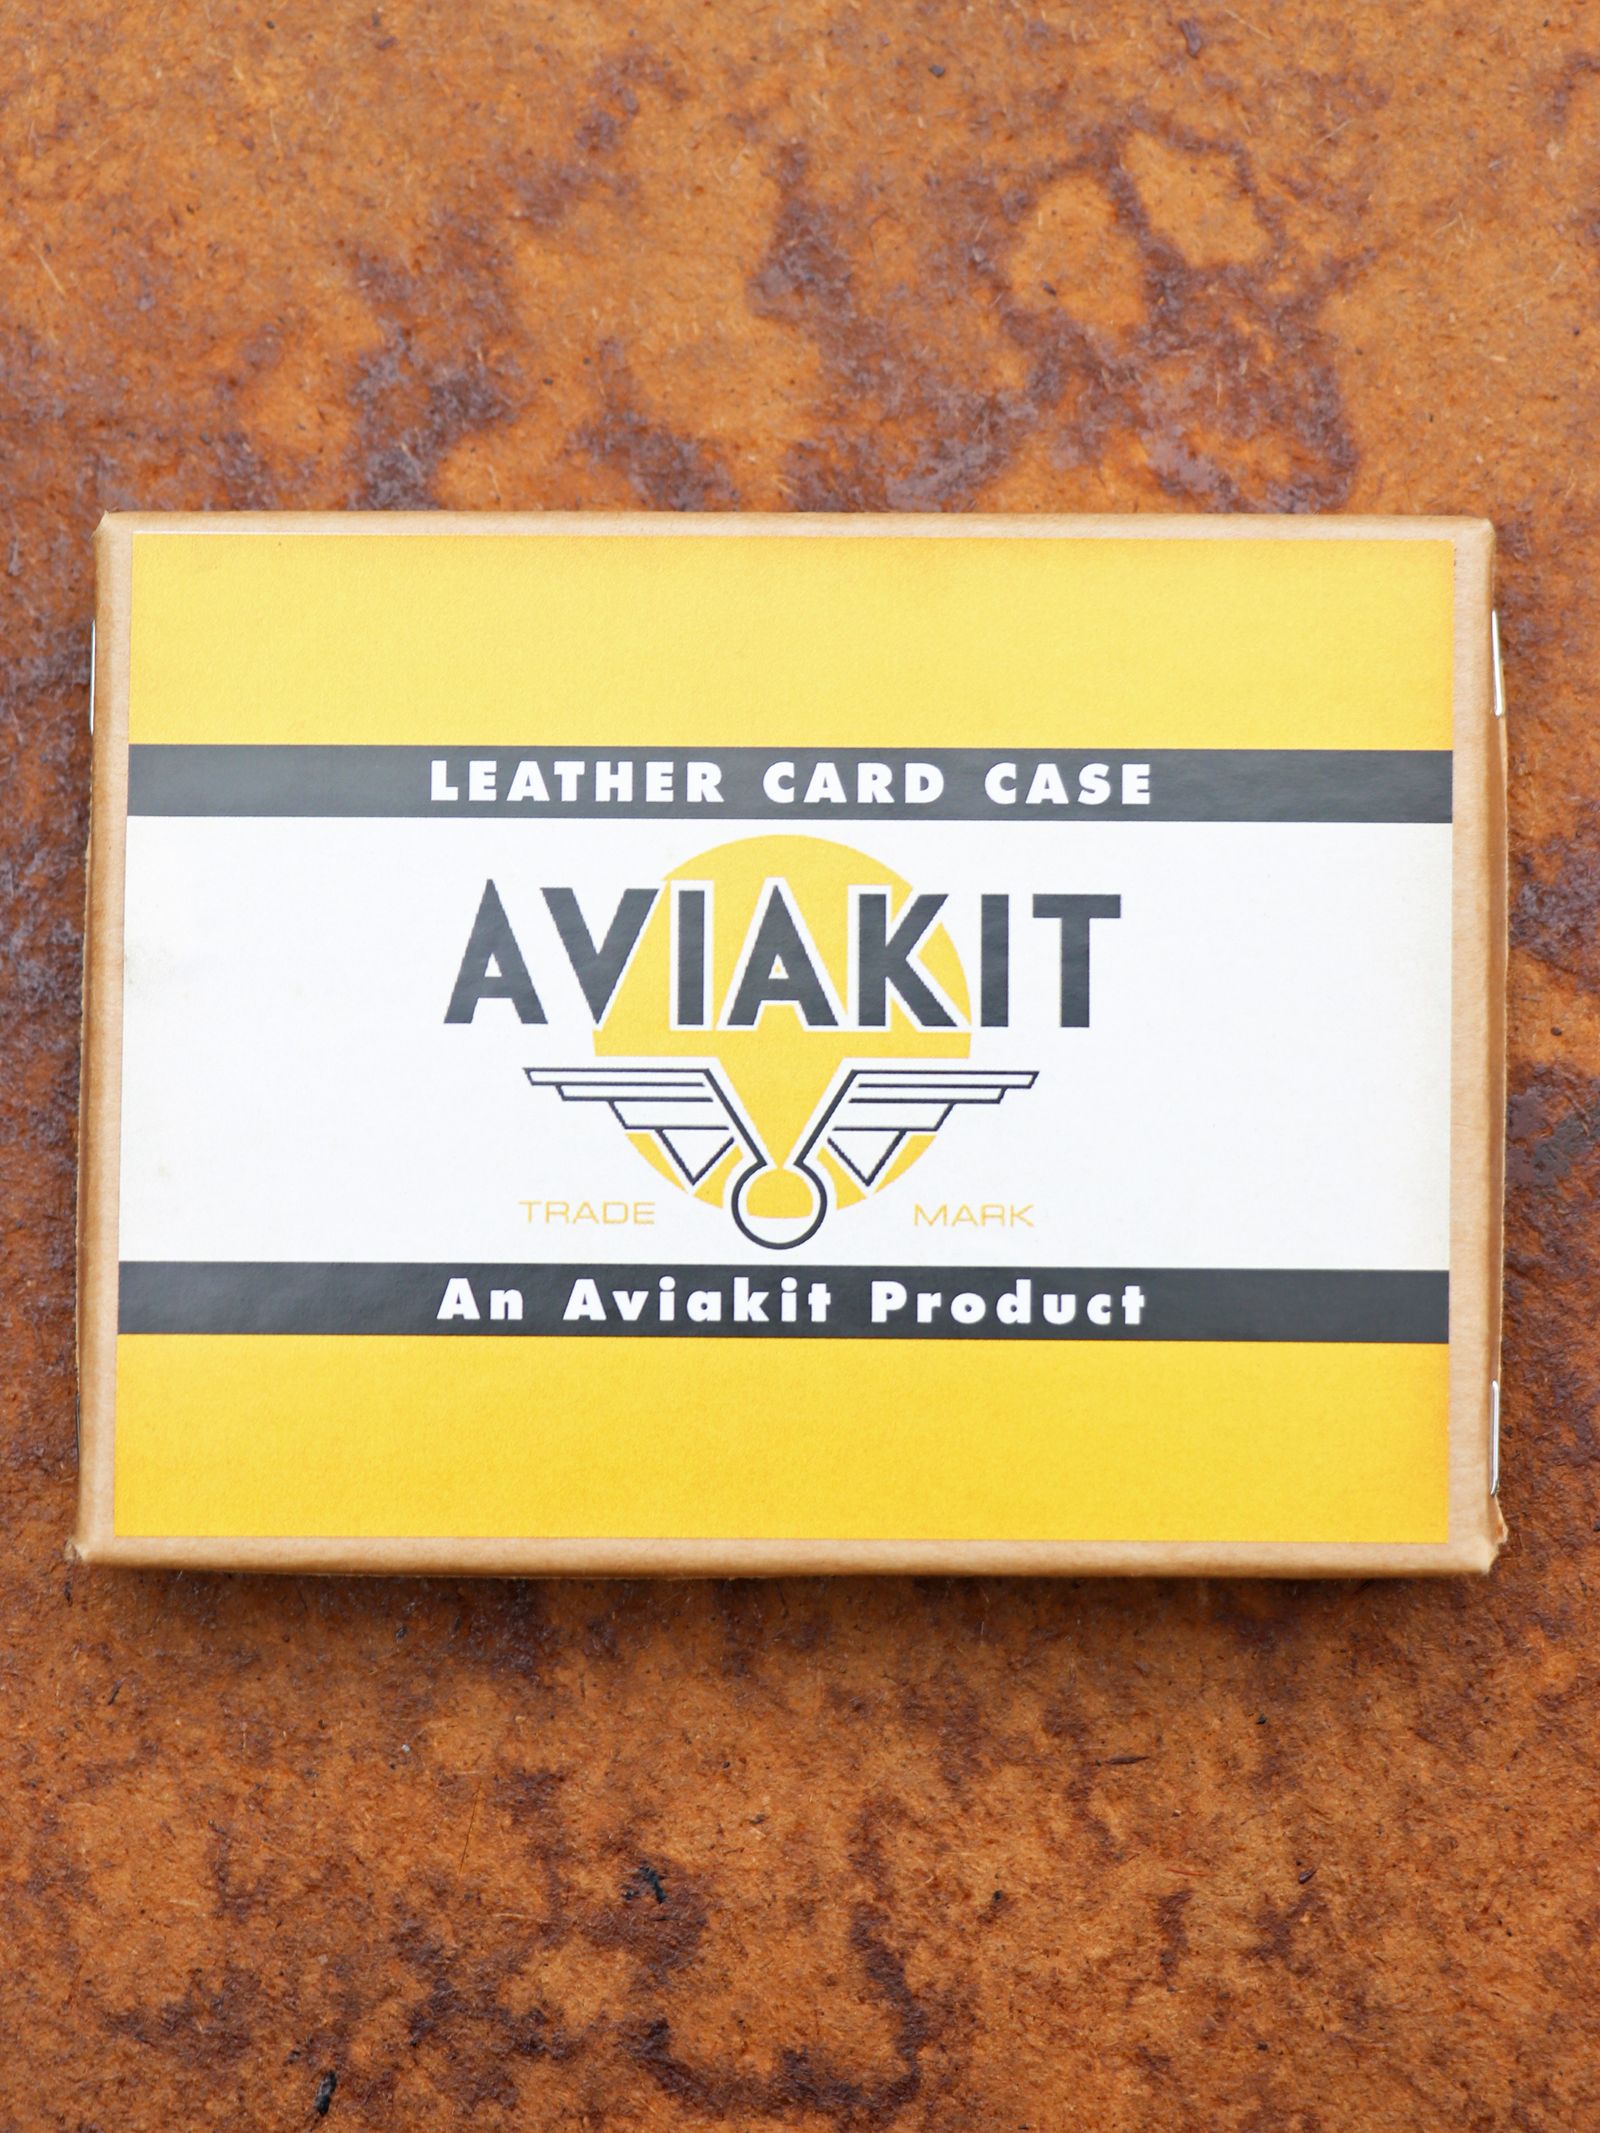 LEATHER CARD CASE
AVIAKIT
TRADE MARK
An Aviakit Product